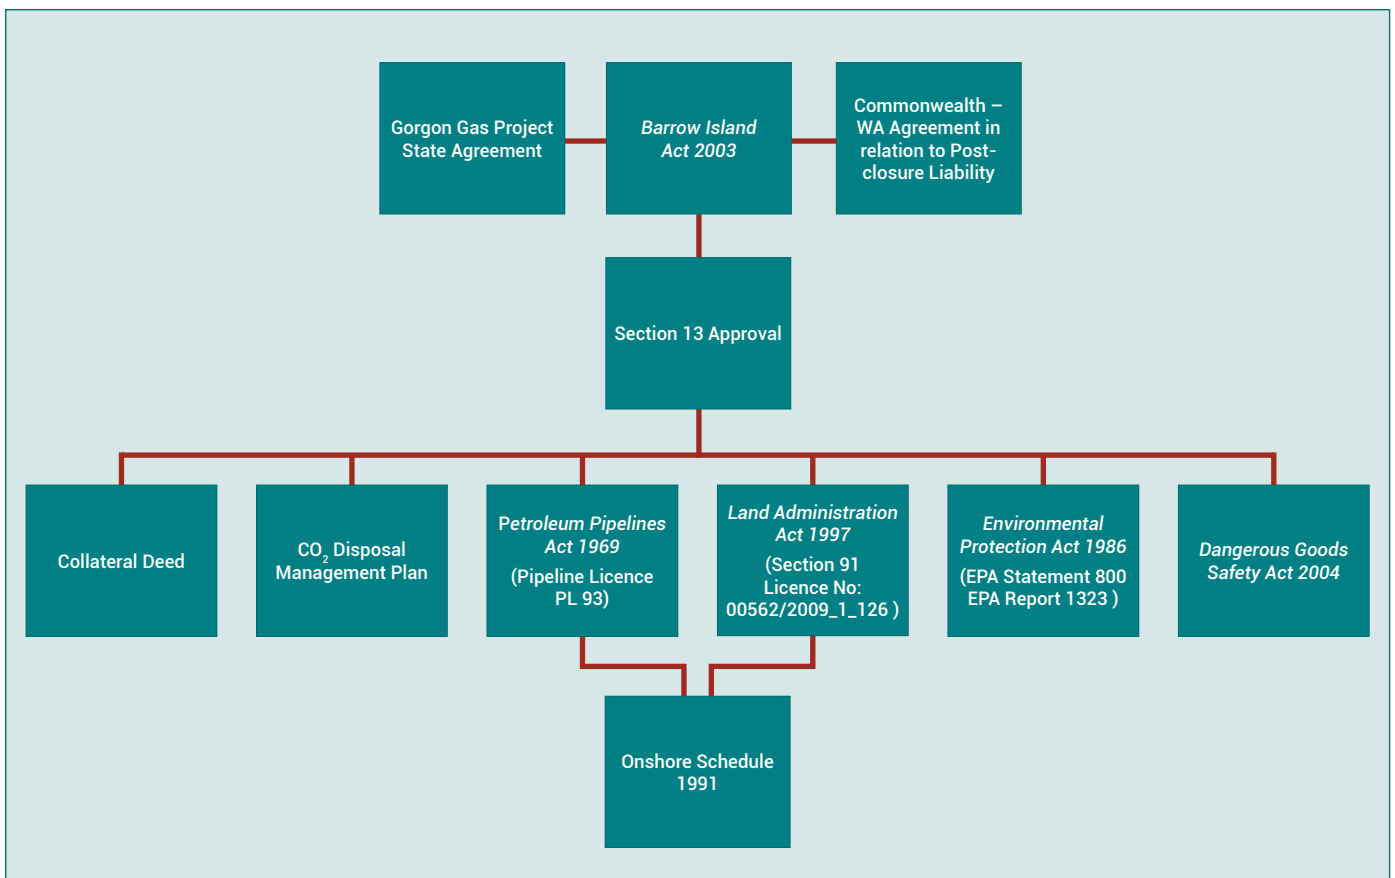 Gorgon Gas Project
State Agreement
Barrow Island
Act 2003
Commonwealth –
WA Agreement in
relation to Post-
closure Liability
Section 13 Approval
Collateral Deed
CO₂ Disposal
Management Plan
Petroleum Pipelines
Act 1969
(Pipeline Licence
PL 93)
Land Administration
Act 1997
(Section 91
Licence No:
00562/2009_1_126 )
Environmental
Protection Act 1986
(EPA Statement 800
EPA Report 1323 )
Dangerous Goods
Safety Act 2004
Onshore Schedule
1991